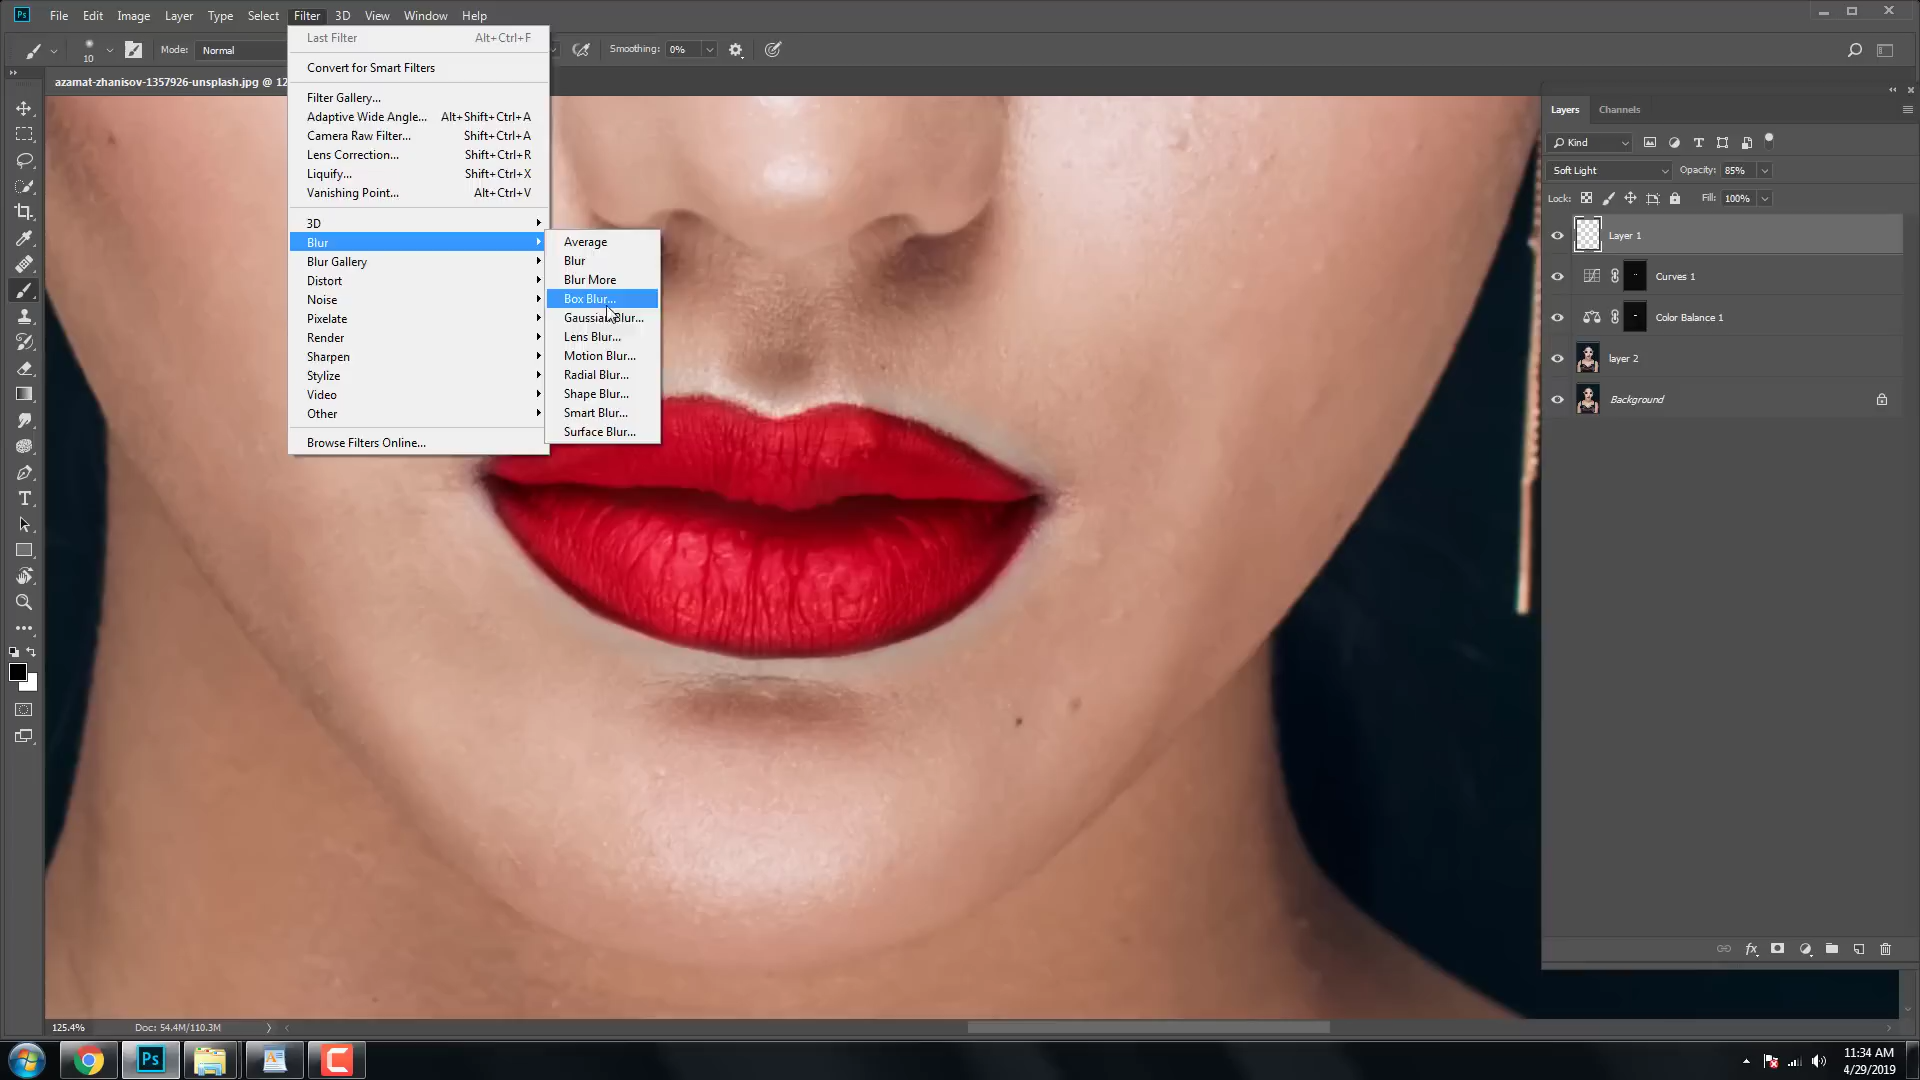 Ps File Edit Image Layer Type Select Filter 3D View Window Help
10 Mode: Normal Smoothing: 0%
azamat-zhanisov-1357926-unsplash.jpg @ 12
Last Filter Alt+Ctrl+F
Convert for Smart Filters
Filter Gallery...
Adaptive Wide Angle... Alt+Shift+Ctrl+A
Camera Raw Filter... Shift+Ctrl+A
Lens Correction... Shift+Ctrl+R
Liquify... Shift+Ctrl+X
Vanishing Point... Alt+Ctrl+V
3D
Blur
Blur Gallery
Distort
Noise
Pixelate
Render
Sharpen
Stylize
Video
Other
Browse Filters Online...
Average
Blur
Blur More
Box Blur...
Gaussian Blur...
Lens Blur...
Motion Blur...
Radial Blur...
Shape Blur...
Smart Blur...
Surface Blur...
Layers Channels
Kind
Soft Light Opacity: 85%
Lock: Fill: 100%
Layer 1
Curves 1
Color Balance 1
layer 2
Background
fx
125.4% Doc: 54.4M/110.3M
Ps
11:34 AM
4/29/2019